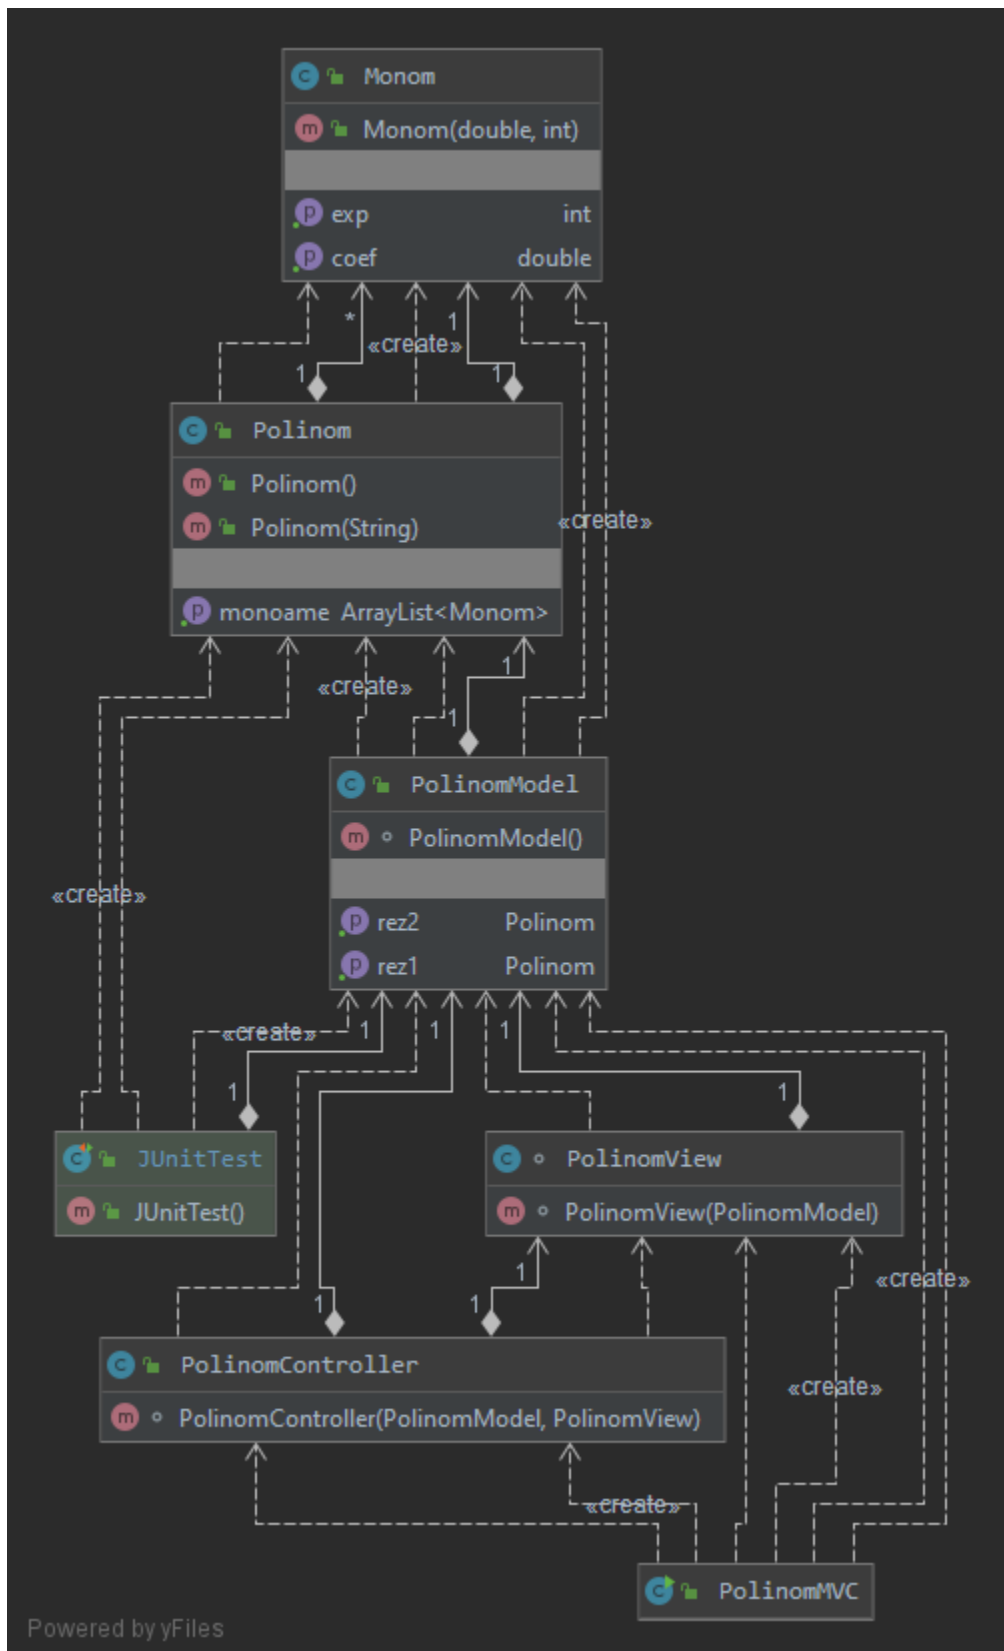 Monom
Monom(double, int)
exp int
coef double
*
1
«create»
1
1
Polinom
Polinom()
Polinom(String)
«create»
monoame ArrayList<Monom>
1
«create»
1
PolinomModel
PolinomModel()
«create»
rez2 Polinom
rez1 Polinom
«create»
1
1
1
1
1
JUnitTest
PolinomView
JUnitTest()
PolinomView(PolinomModel)
1
«create»
1
1
PolinomController
«create»
PolinomController(PolinomModel, PolinomView)
«create»
PolinomMVC
Powered by yFiles